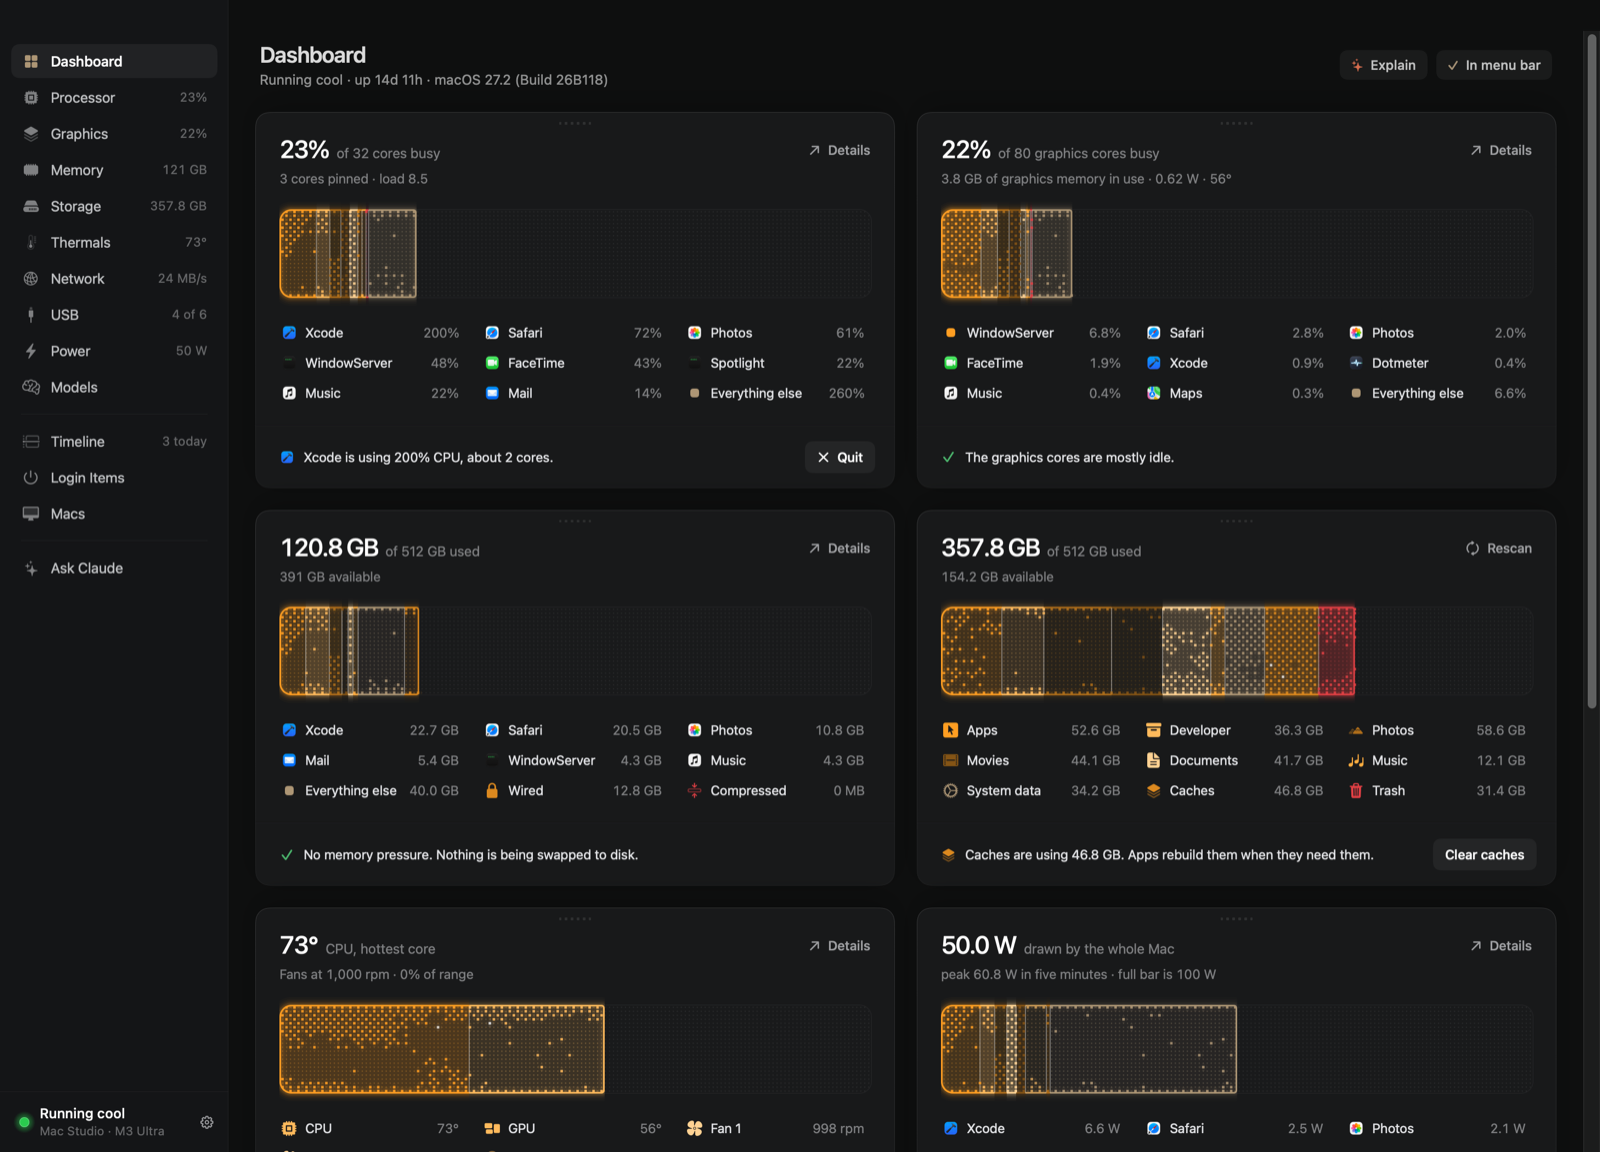 Dashboard
Processor 23%
Graphics 22%
Memory 121 GB
Storage 357.8 GB
Thermals 73°
Network 24 MB/s
USB 4 of 6
Power 50 W
Models
Timeline 3 today
Login Items
Macs
Ask Claude
Running cool
Mac Studio · M3 Ultra
Dashboard
Running cool · up 14d 11h · macOS 27.2 (Build 26B118)
Explain
In menu bar
23% of 32 cores busy
Details
3 cores pinned · load 8.5
Xcode 200% Safari 72% Photos 61%
WindowServer 48% FaceTime 43% Spotlight 22%
Music 22% Mail 14% Everything else 260%
Xcode is using 200% CPU, about 2 cores.
Quit
22% of 80 graphics cores busy
Details
3.8 GB of graphics memory in use · 0.62 W · 56°
WindowServer 6.8% Safari 2.8% Photos 2.0%
FaceTime 1.9% Xcode 0.9% Dotmeter 0.4%
Music 0.4% Maps 0.3% Everything else 6.6%
The graphics cores are mostly idle.
120.8 GB of 512 GB used
Details
391 GB available
Xcode 22.7 GB Safari 20.5 GB Photos 10.8 GB
Mail 5.4 GB WindowServer 4.3 GB Music 4.3 GB
Everything else 40.0 GB Wired 12.8 GB Compressed 0 MB
No memory pressure. Nothing is being swapped to disk.
357.8 GB of 512 GB used
Rescan
154.2 GB available
Apps 52.6 GB Developer 36.3 GB Photos 58.6 GB
Movies 44.1 GB Documents 41.7 GB Music 12.1 GB
System data 34.2 GB Caches 46.8 GB Trash 31.4 GB
Caches are using 46.8 GB. Apps rebuild them when they need them.
Clear caches
73° CPU, hottest core
Details
Fans at 1,000 rpm · 0% of range
CPU 73° GPU 56° Fan 1 998 rpm
50.0 W drawn by the whole Mac
Details
peak 60.8 W in five minutes · full bar is 100 W
Xcode 6.6 W Safari 2.5 W Photos 2.1 W